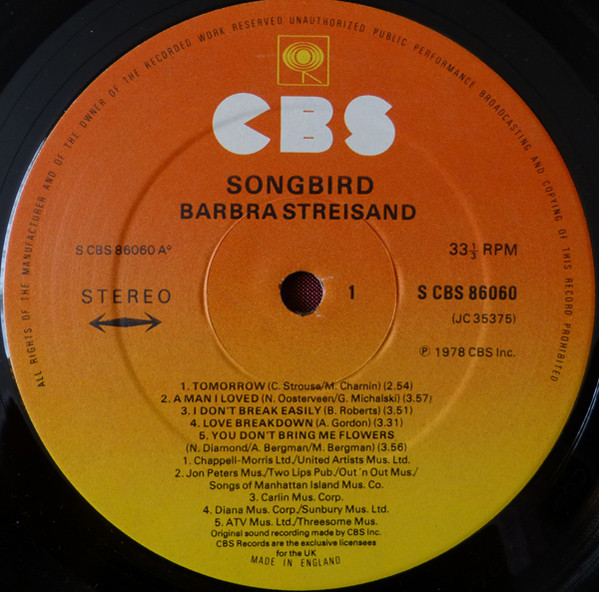 ALL RIGHTS OF THE MANUFACTURER AND OF THE OWNER OF THE RECORDED WORK RESERVED UNAUTHORIZED PUBLIC PERFORMANCE BROADCASTING AND COPYING OF THIS RECORD PROHIBITED
CBS
SONGBIRD
BARBRA STREISAND
S CBS 86060 A⁰
33⅓ RPM
STEREO
1
S CBS 86060
(JC 35375)
℗ 1978 CBS Inc.
1. TOMORROW (C. Strouse/M. Charnin) (2.54)
2. A MAN I LOVED (N. Oosterveen/G. Michalski) (3.57)
3. I DON'T BREAK EASILY (B. Roberts) (3.51)
4. LOVE BREAKDOWN (A. Gordon) (3.31)
5. YOU DON'T BRING ME FLOWERS
(N. Diamond/A. Bergman/M. Bergman) (3.56)
1. Chappell-Morris Ltd./United Artists Mus. Ltd.
2. Jon Peters Mus./Two Lips Pub./Out 'n Out Mus./
Songs of Manhattan Island Mus. Co.
3. Carlin Mus. Corp.
4. Diana Mus. Corp./Sunbury Mus. Ltd.
5. ATV Mus. Ltd./Threesome Mus.
Original sound recording made by CBS Inc.
CBS Records are the exclusive licensees
for the UK
MADE IN ENGLAND